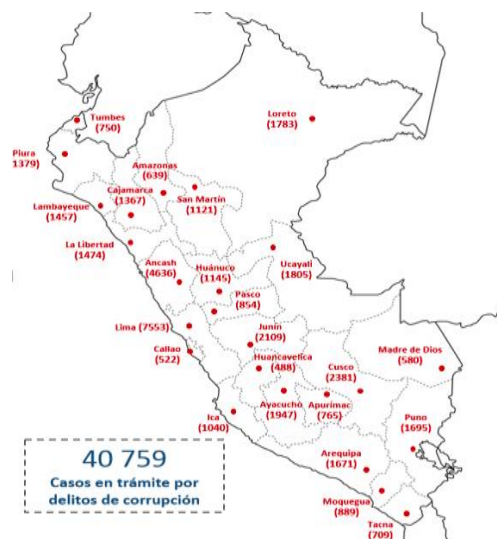 Tumbes
(750)
Loreto
(1783)
Piura
1379)
Amazonas
(639)
Cajamarca
(1367)
San Martín
(1121)
Lambayeque
(1457)
La Libertad
(1474)
Ancash
(4636)
Huánuco
(1145)
Ucayali
(1805)
Pasco
(854)
Lima (7553)
Junín
(2109)
Callao
(522)
Huancavelica
(488)
Cusco
(2381)
Madre de Dios
(580)
Ayacucho
(1947)
Apurímac
(765)
Ica
(1040)
Puno
(1695)
Arequipa
(1671)
Moquegua
(889)
Tacna
(709)
40 759
Casos en trámite por
delitos de corrupción